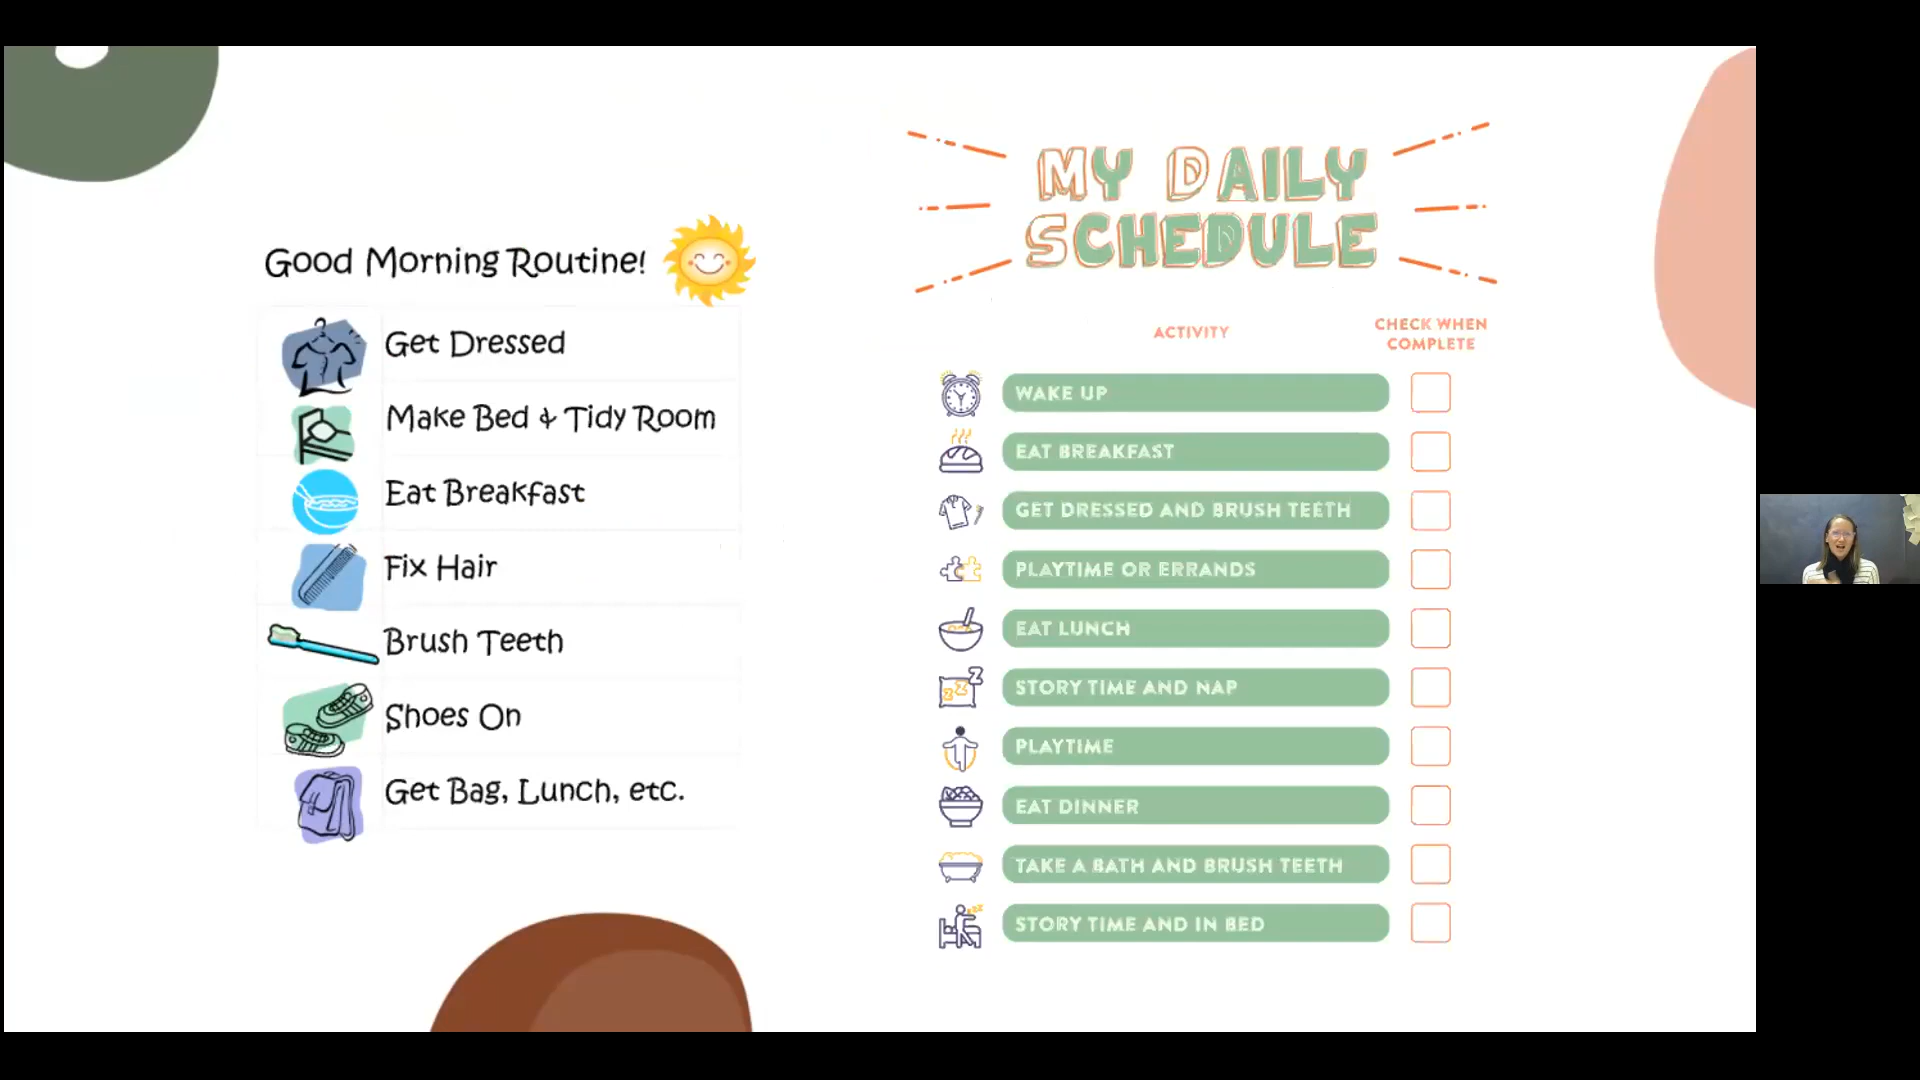 Good Morning Routine!
Get Dressed
Make Bed & Tidy Room
Eat Breakfast
Fix Hair
Brush Teeth
Shoes On
Get Bag, Lunch, etc.
MY DAILY
SCHEDULE
ACTIVITY
CHECK WHEN
COMPLETE
WAKE UP
EAT BREAKFAST
GET DRESSED AND BRUSH TEETH
PLAYTIME OR ERRANDS
EAT LUNCH
STORY TIME AND NAP
PLAYTIME
EAT DINNER
TAKE A BATH AND BRUSH TEETH
STORY TIME AND IN BED